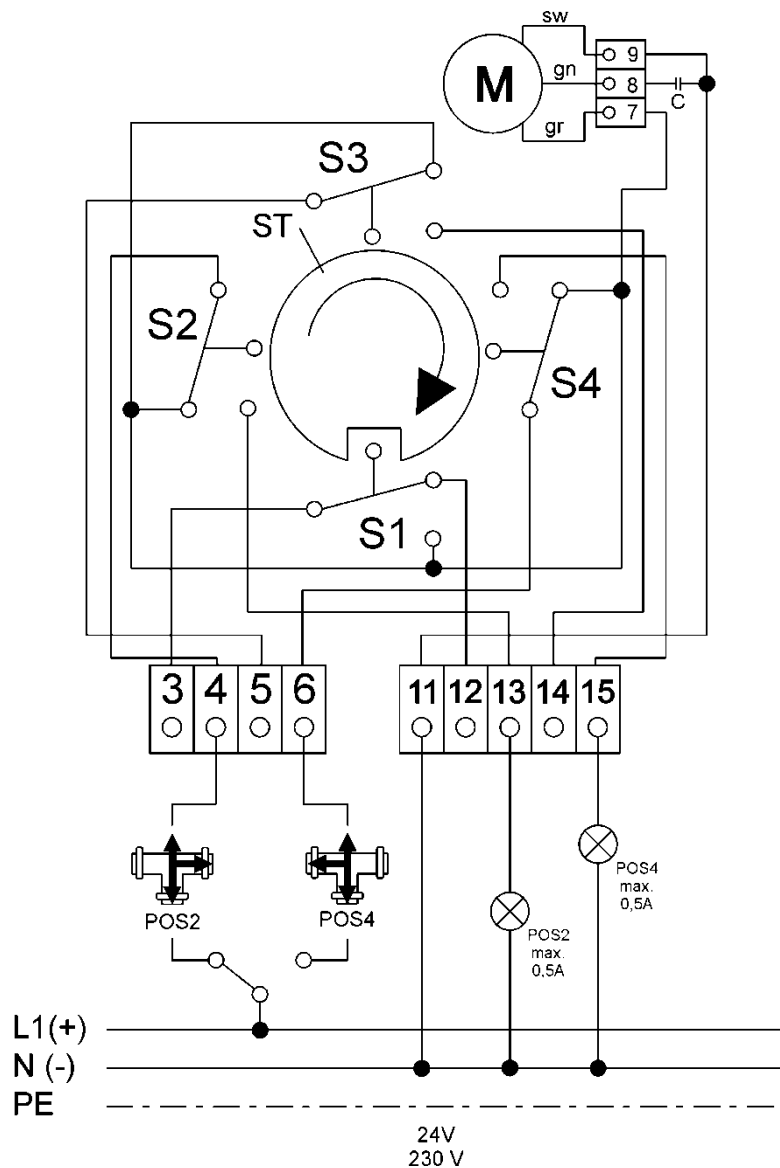 sw
9
gn
M
8
C
gr
7
S3
ST
S2
S4
S1
3 4 5 6 11 12 13 14 15
POS2
POS4
POS4
max.
0,5A
POS2
max.
0,5A
L1(+)
N (-)
PE
24V
230 V